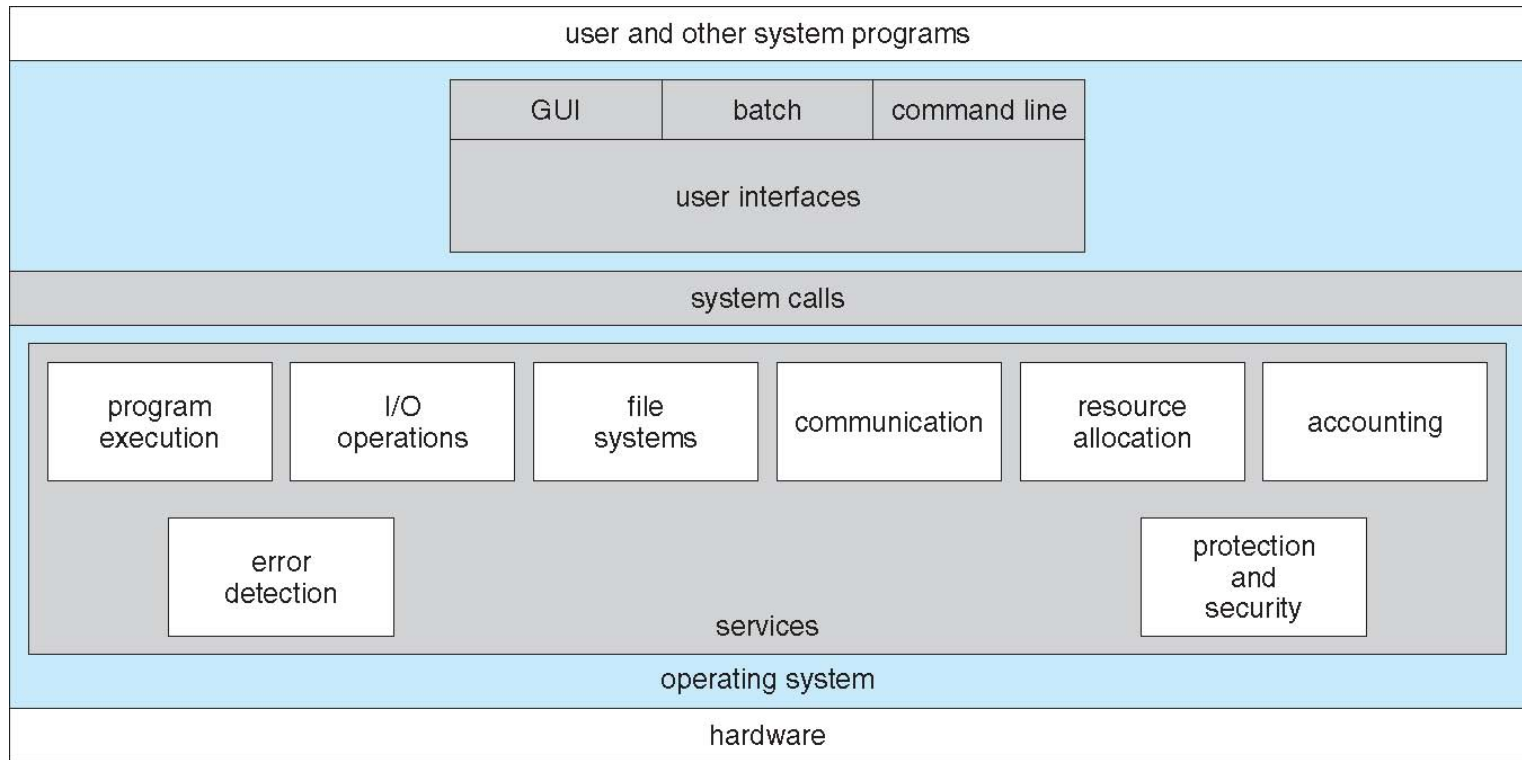 user and other system programs
GUI
batch
command line
user interfaces
system calls
program
execution
I/O
operations
file
systems
communication
resource
allocation
accounting
error
detection
protection
and
security
services
operating system
hardware